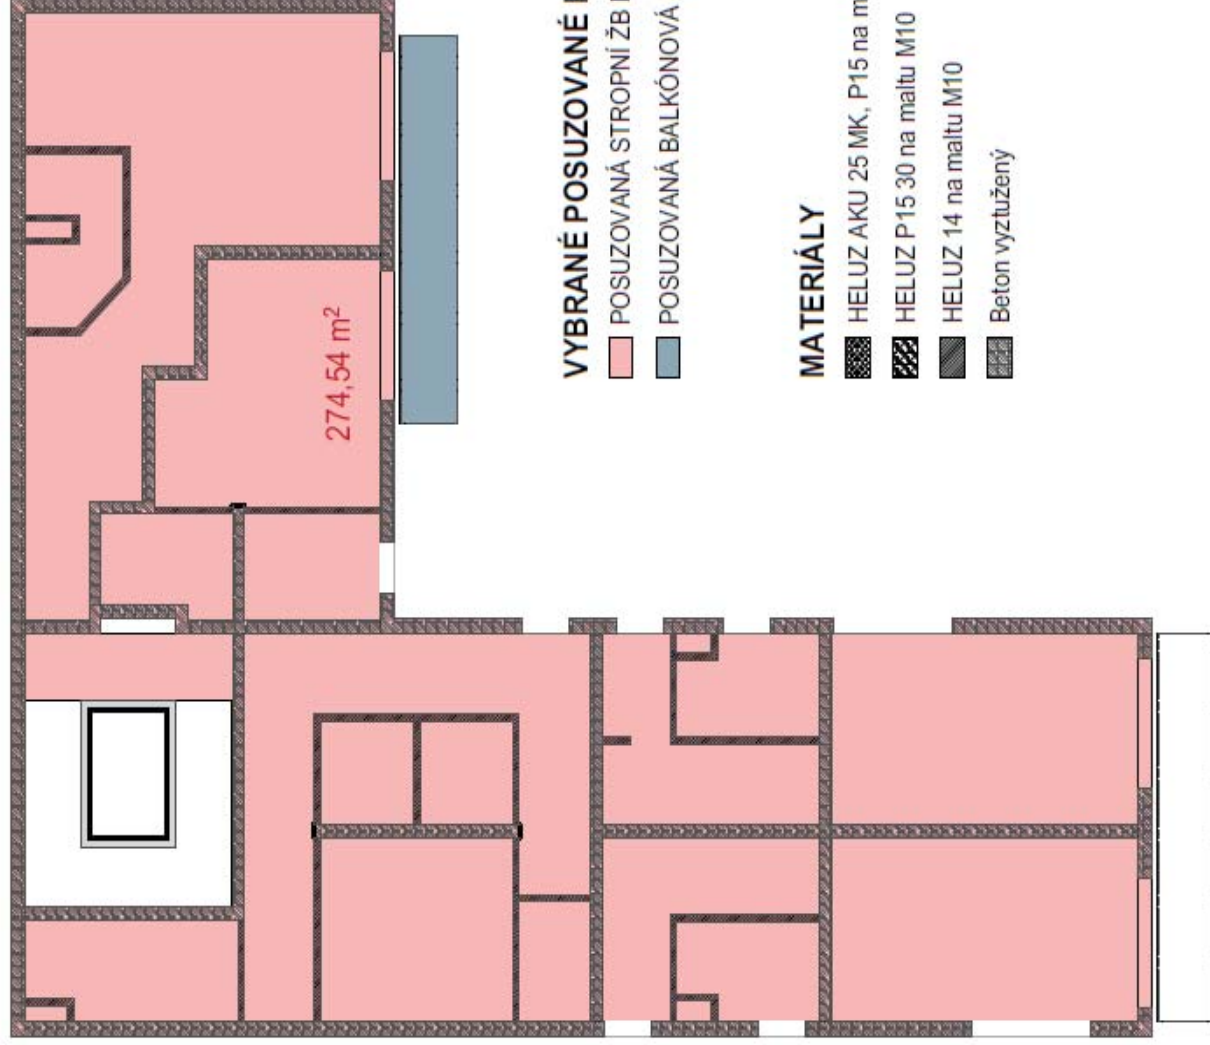 274,54 m²
VYBRANÉ POSUZOVANÉ
POSUZOVANÁ STROPNÍ ŽB
POSUZOVANÁ BALKÓNOVÁ
MATERIÁLY
HELUZ AKU 25 MK, P15 na m
HELUZ P15 30 na maltu M10
HELUZ 14 na maltu M10
Beton vyztužený